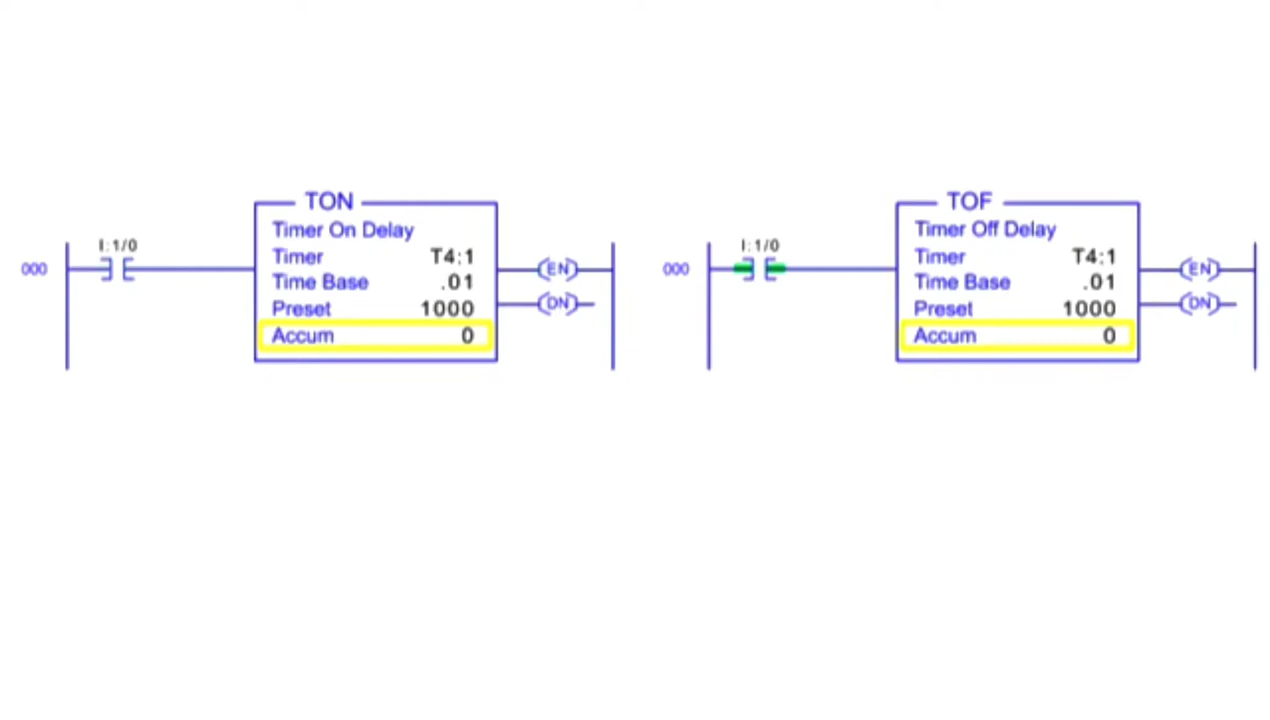 TON
Timer On Delay
I:1/0
000
Timer T4:1
(EN)
Time Base .01
Preset 1000
(DN)
Accum 0
TOF
Timer Off Delay
I:1/0
000
Timer T4:1
(EN)
Time Base .01
Preset 1000
(DN)
Accum 0